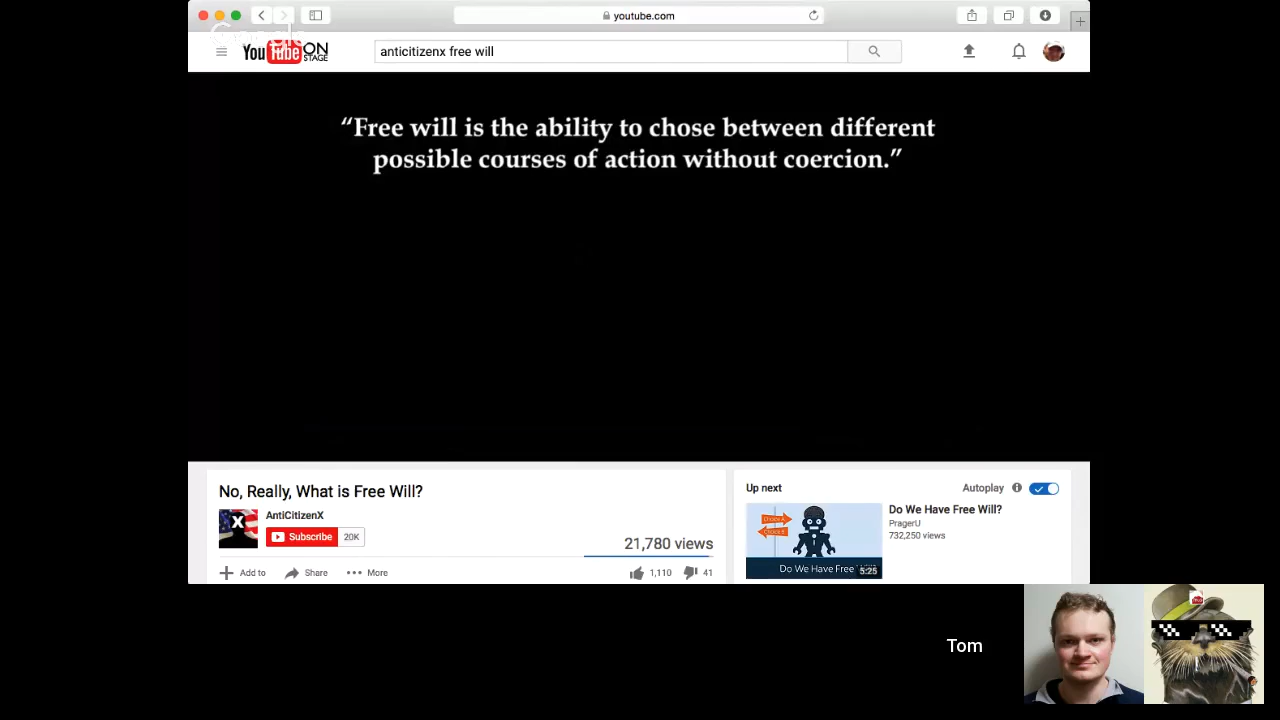 youtube.com
Google
YouTube ON STAGE
anticitizenx free will
“Free will is the ability to chose between different
possible courses of action without coercion.”
No, Really, What is Free Will?
X
AntiCitizenX
Subscribe 20K
21,780 views
Add to Share More 1,110 41
Up next Autoplay
Choice A
Choice B
Do We Have Free
5:25
Do We Have Free Will?
PragerU
732,250 views
Tom